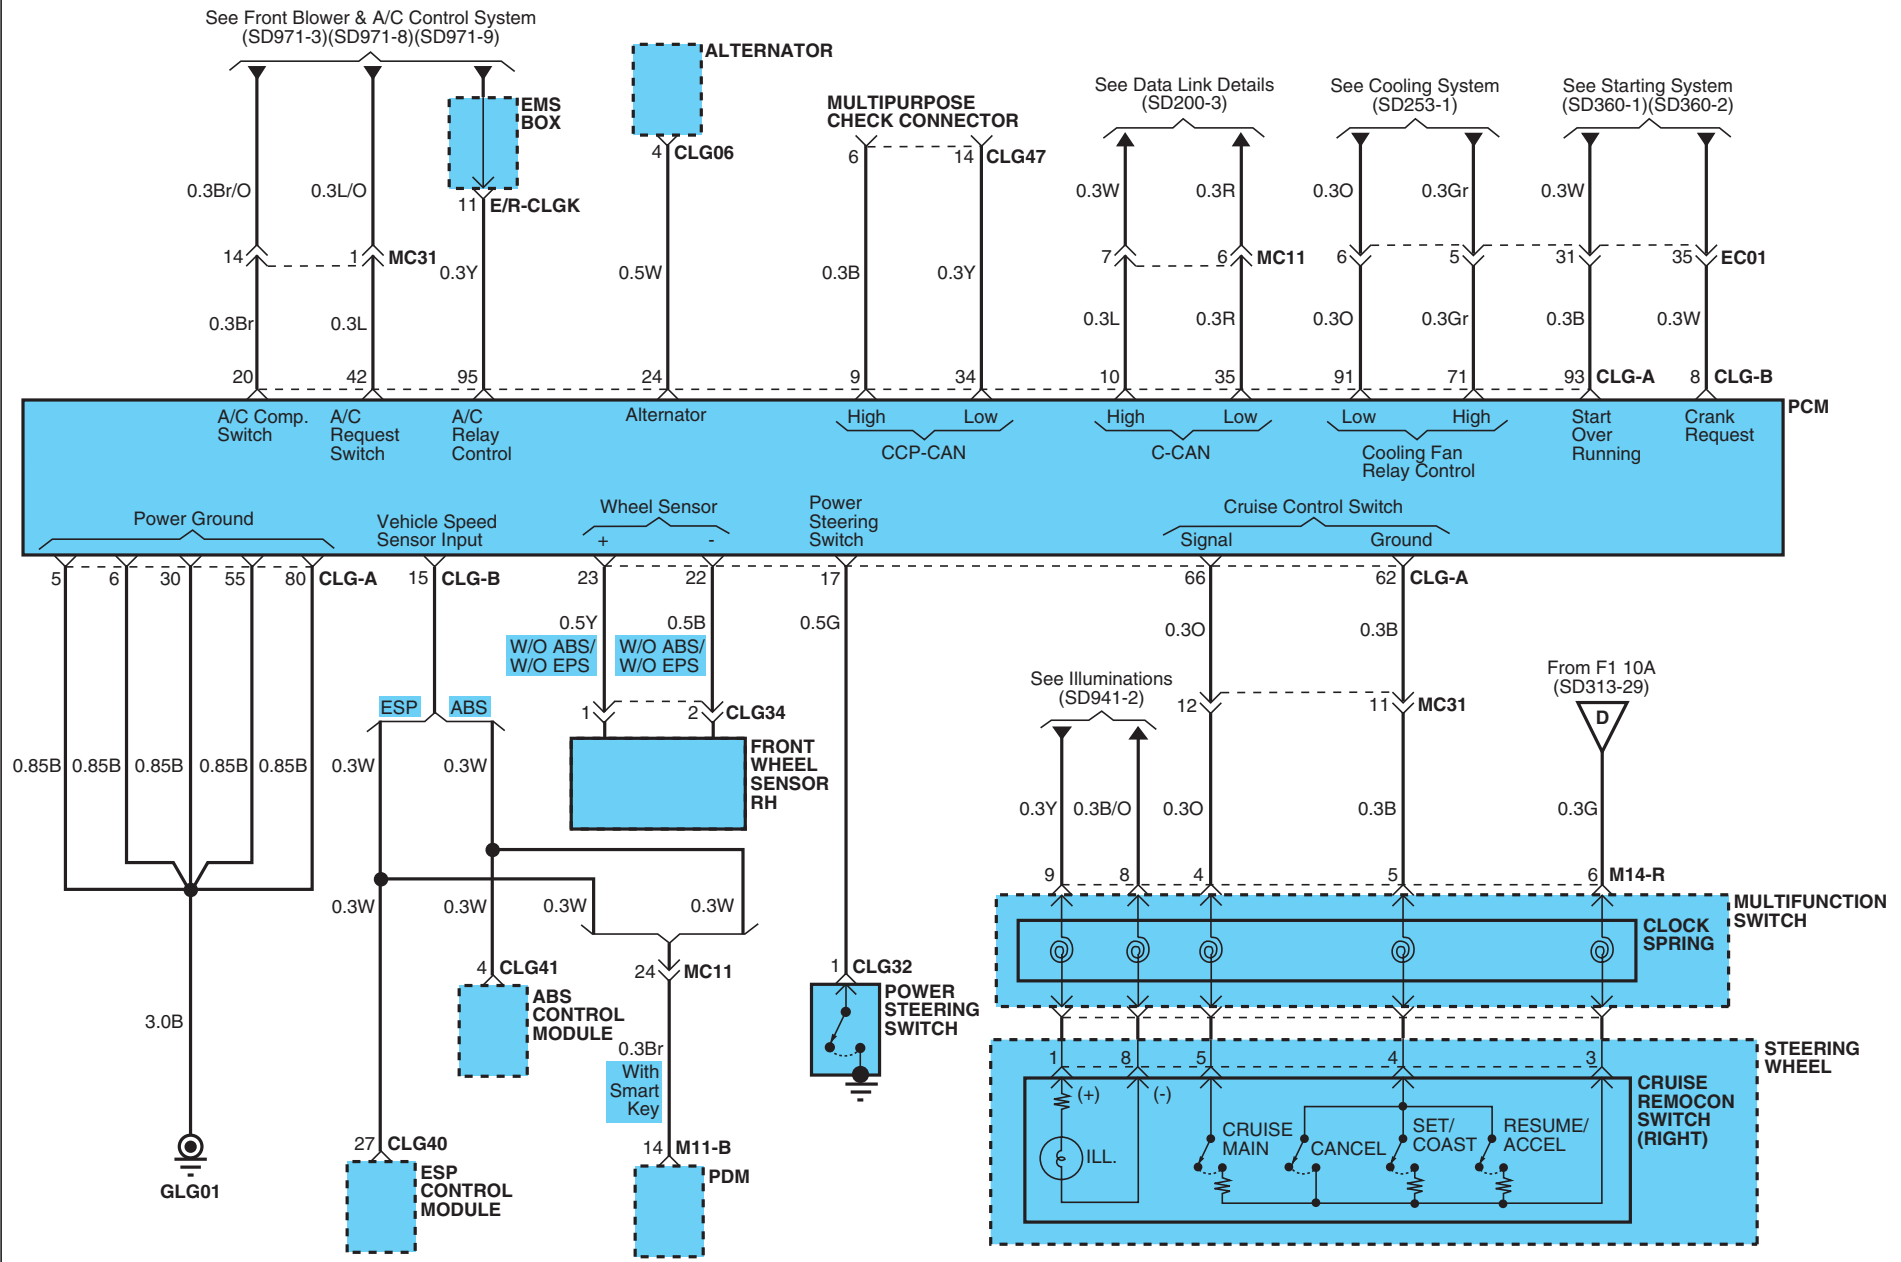 See Front Blower & A/C Control System
(SD971-3)(SD971-8)(SD971-9)
ALTERNATOR
EMS
BOX
MULTIPURPOSE
CHECK CONNECTOR
See Data Link Details
(SD200-3)
See Cooling System
(SD253-1)
See Starting System
(SD360-1)(SD360-2)
4 CLG06
6 14 CLG47
0.3Br/O 0.3L/O 11 E/R-CLGK 0.3W 0.3R 0.3O 0.3Gr 0.3W
14 1 MC31 0.3Y 0.5W 0.3B 0.3Y 7 6 MC11 6 5 31 35 EC01
0.3Br 0.3L 0.3L 0.3R 0.3O 0.3Gr 0.3B 0.3W
20 42 95 24 9 34 10 35 91 71 93 CLG-A 8 CLG-B
PCM
A/C Comp.
Switch
A/C
Request
Switch
A/C
Relay
Control
Alternator
High Low
CCP-CAN
High Low
C-CAN
Low High
Cooling Fan
Relay Control
Start
Over
Running
Crank
Request
Power Ground
Vehicle Speed
Sensor Input
Wheel Sensor
+ -
Power
Steering
Switch
Cruise Control Switch
Signal Ground
5 6 30 55 80 CLG-A 15 CLG-B 23 22 17 66 62 CLG-A
0.5Y 0.5B 0.5G 0.3O 0.3B
W/O ABS/
W/O EPS
W/O ABS/
W/O EPS
See Illuminations
(SD941-2)
From F1 10A
(SD313-29)
D
ESP ABS
1 2 CLG34
12 11 MC31
FRONT
WHEEL
SENSOR
RH
0.85B 0.85B 0.85B 0.85B 0.85B 0.3W 0.3W
0.3Y 0.3B/O 0.3O 0.3B 0.3G
9 8 4 5 6 M14-R
0.3W 0.3W 0.3W 0.3W
MULTIFUNCTION
SWITCH
CLOCK
SPRING
4 CLG41
24 MC11
1 CLG32
ABS
CONTROL
MODULE
POWER
STEERING
SWITCH
3.0B
0.3Br
With
Smart
Key
STEERING
WHEEL
1 8 5 4 3
(+) (-)
CRUISE
REMOCON
SWITCH
(RIGHT)
ILL.
CRUISE
MAIN
CANCEL
SET/
COAST
RESUME/
ACCEL
27 CLG40
14 M11-B
GLG01
ESP
CONTROL
MODULE
PDM